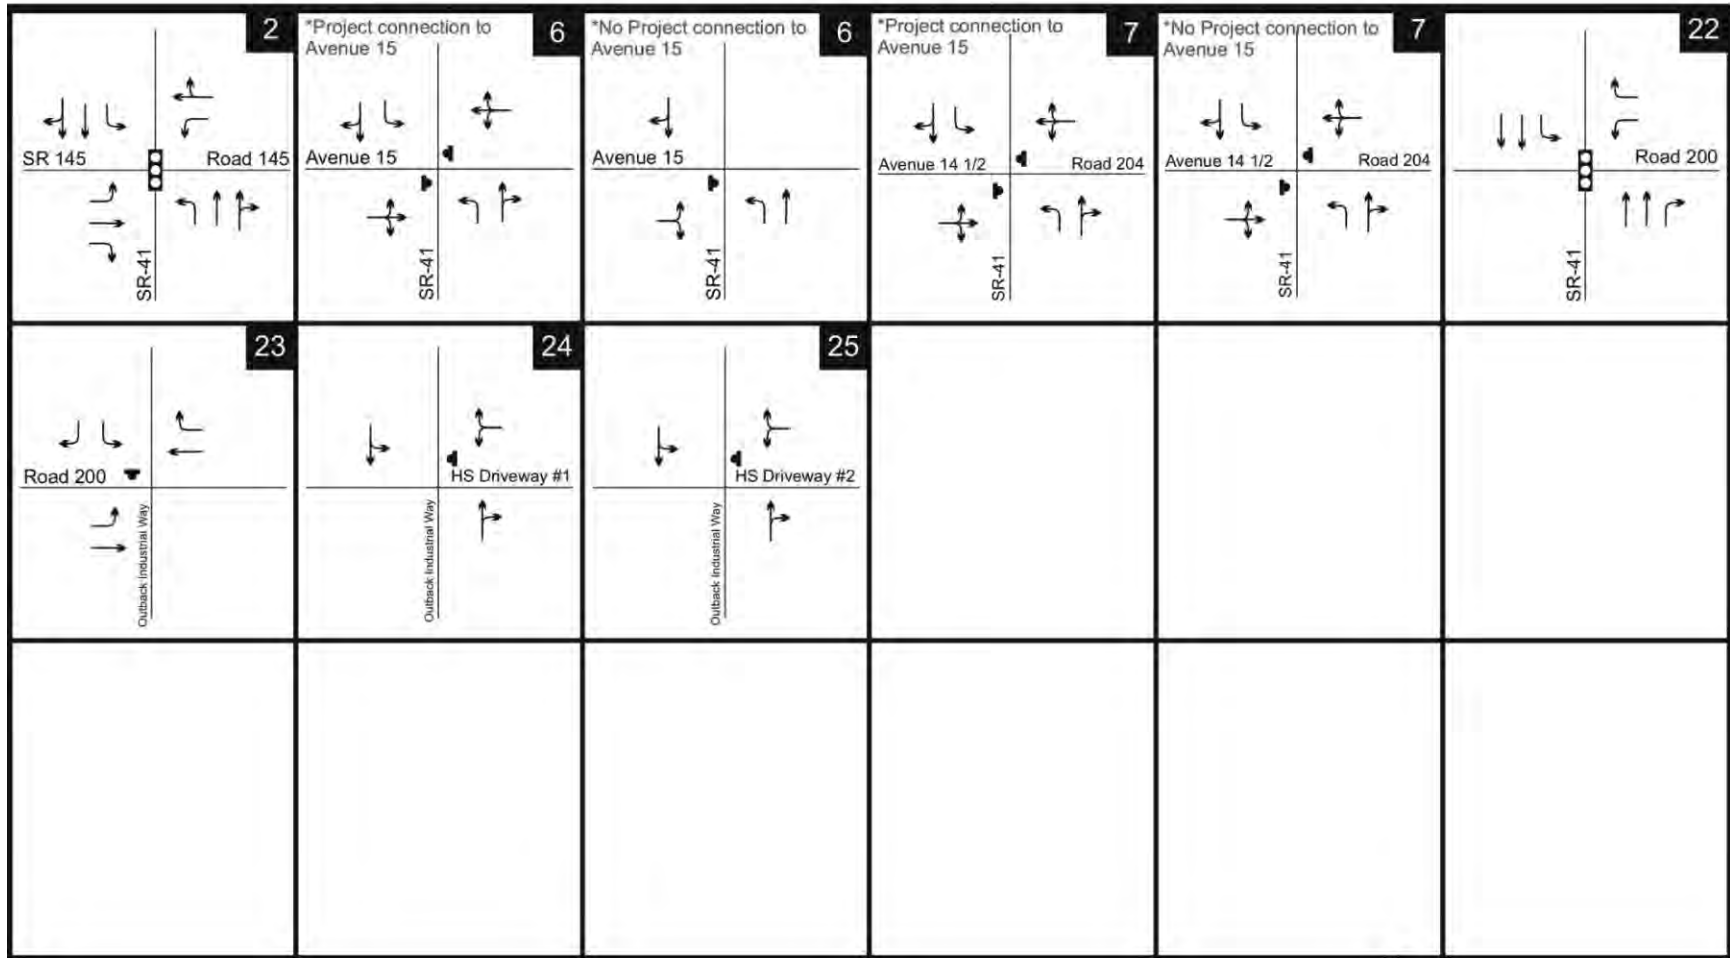 2
SR 145
Road 145
SR-41
*Project connection to
Avenue 15
6
Avenue 15
SR-41
*No Project connection to
Avenue 15
6
Avenue 15
SR-41
*Project connection to
Avenue 15
7
Avenue 14 1/2
Road 204
SR-41
*No Project connection to
Avenue 15
7
Avenue 14 1/2
Road 204
SR-41
22
Road 200
SR-41
23
Road 200
Outback Industrial Way
24
HS Driveway #1
Outback Industrial Way
25
HS Driveway #2
Outback Industrial Way